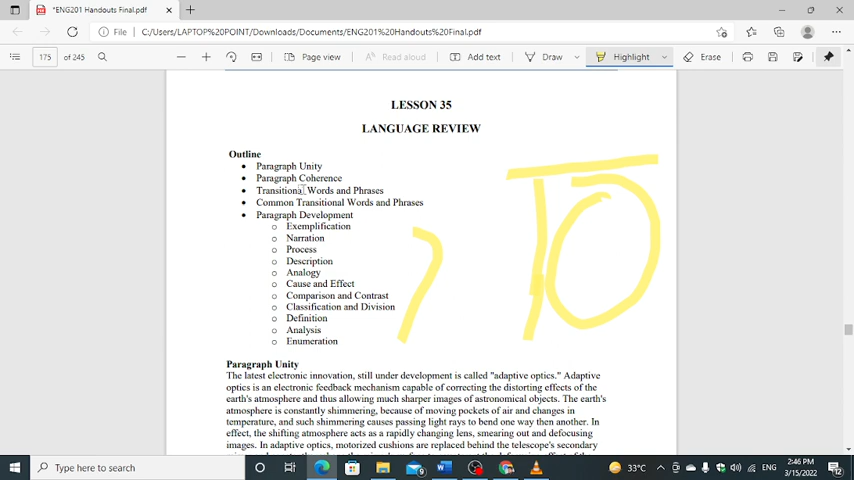 *ENG201 Handouts Final.pdf
File C:/Users/LAPTOP%20POINT/Downloads/Documents/ENG201%20Handouts%20Final.pdf
175 of 245 Page view Read aloud Add text Draw Highlight Erase
LESSON 35
LANGUAGE REVIEW
Outline
• Paragraph Unity
• Paragraph Coherence
• Transitional Words and Phrases
• Common Transitional Words and Phrases
• Paragraph Development
o Exemplification
o Narration
o Process
o Description
o Analogy
o Cause and Effect
o Comparison and Contrast
o Classification and Division
o Definition
o Analysis
o Enumeration
Paragraph Unity
The latest electronic innovation, still under development is called "adaptive optics." Adaptive
optics is an electronic feedback mechanism capable of correcting the distorting effects of the
earth's atmosphere and thus allowing much sharper images of astronomical objects. The earth's
atmosphere is constantly shimmering, because of moving pockets of air and changes in
temperature, and such shimmering causes passing light rays to bend one way then another. In
effect, the shifting atmosphere acts as a rapidly changing lens, smearing out and defocusing
images. In adaptive optics, motorized cushions are replaced behind the telescope's secondary
Type here to search
9
33°C ENG 2:46 PM
3/15/2022
12